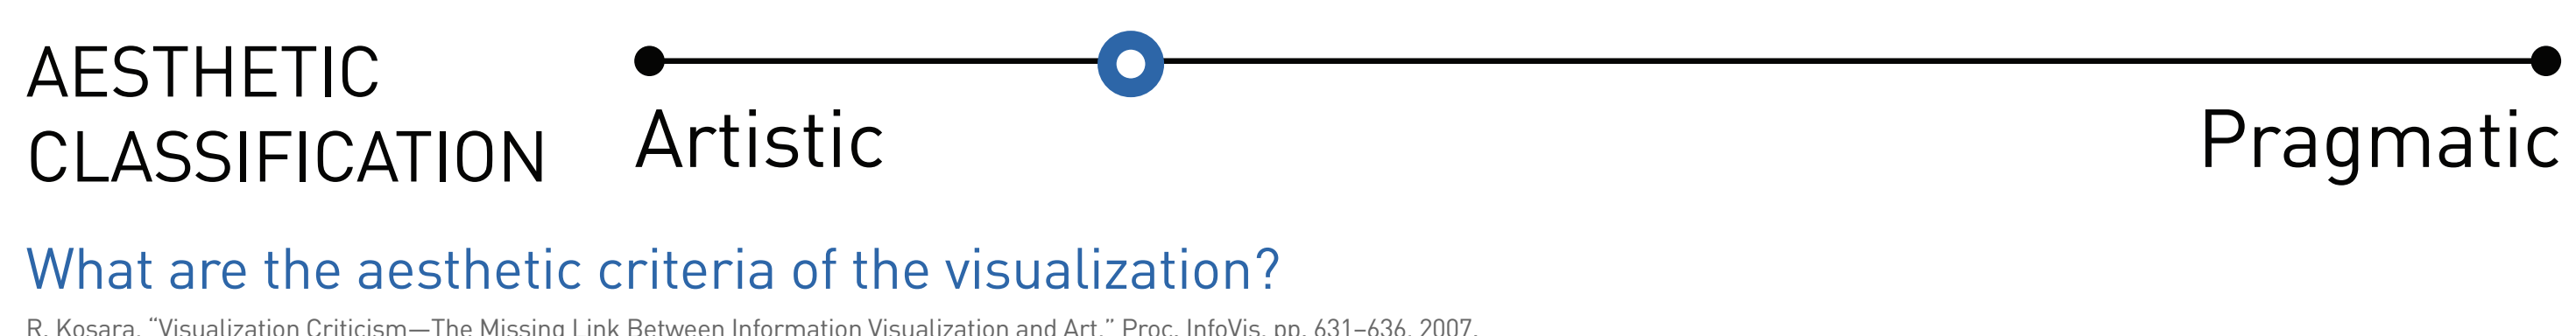 AESTHETIC
CLASSIFICATION
Artistic
Pragmatic
What are the aesthetic criteria of the visualization?
R. Kosara, “Visualization Criticism—The Missing Link Between Information Visualization and Art,” Proc. InfoVis, pp. 631–636, 2007.